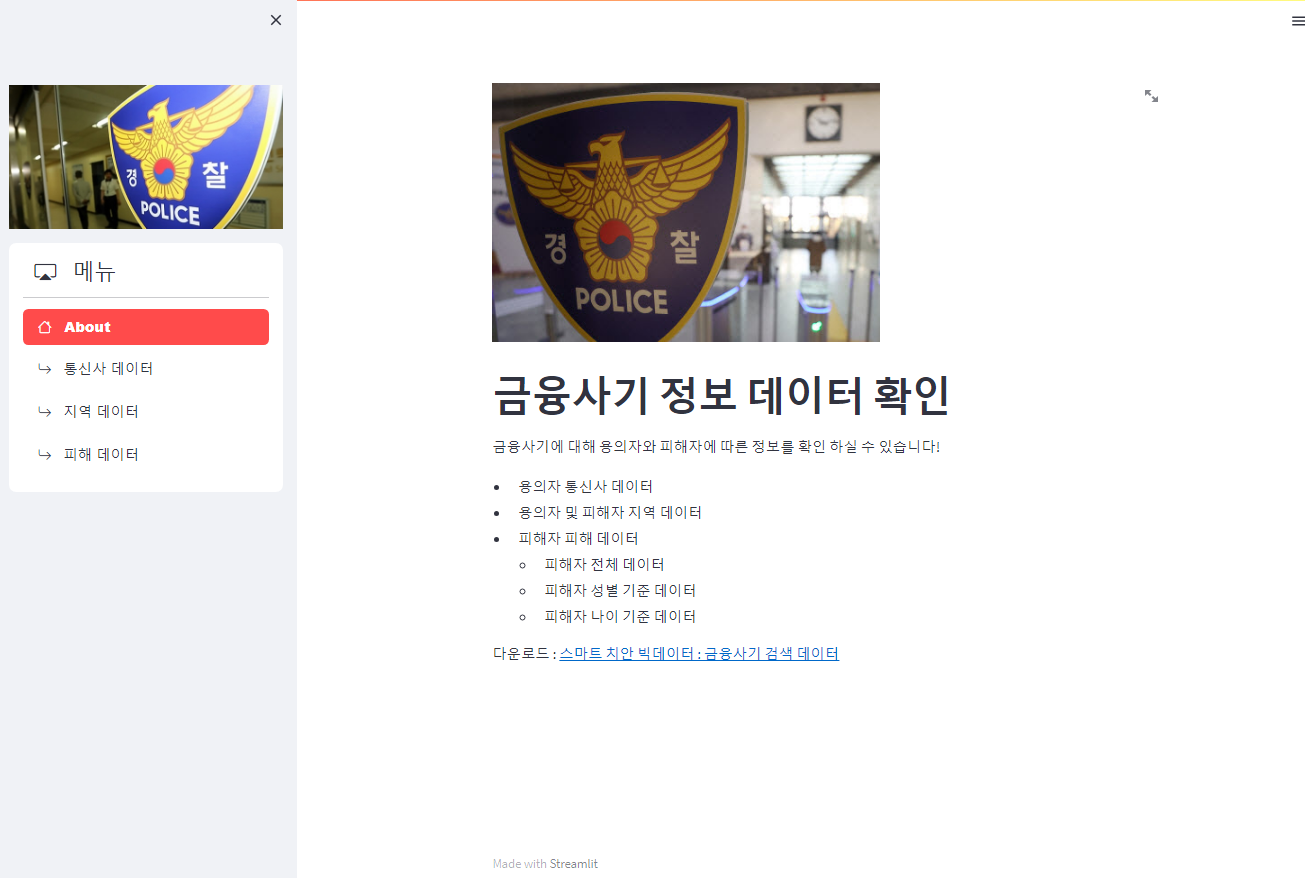 경 찰
POLICE
메뉴
About
통신사 데이터
지역 데이터
피해 데이터
경 찰
POLICE
금융사기 정보 데이터 확인
금융사기에 대해 용의자와 피해자에 따른 정보를 확인 하실 수 있습니다!
용의자 통신사 데이터
용의자 및 피해자 지역 데이터
피해자 피해 데이터
피해자 전체 데이터
피해자 성별 기준 데이터
피해자 나이 기준 데이터
다운로드 : 스마트 치안 빅데이터 : 금융사기 검색 데이터
Made with Streamlit